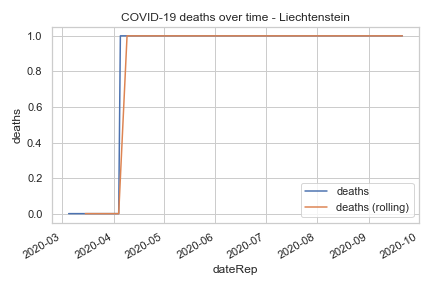 COVID-19 deaths over time - Liechtenstein
1.0
0.8
0.6
0.4
0.2
0.0
deaths
deaths
deaths (rolling)
2020-03
2020-04
2020-05
2020-06
2020-07
2020-08
2020-09
2020-10
dateRep